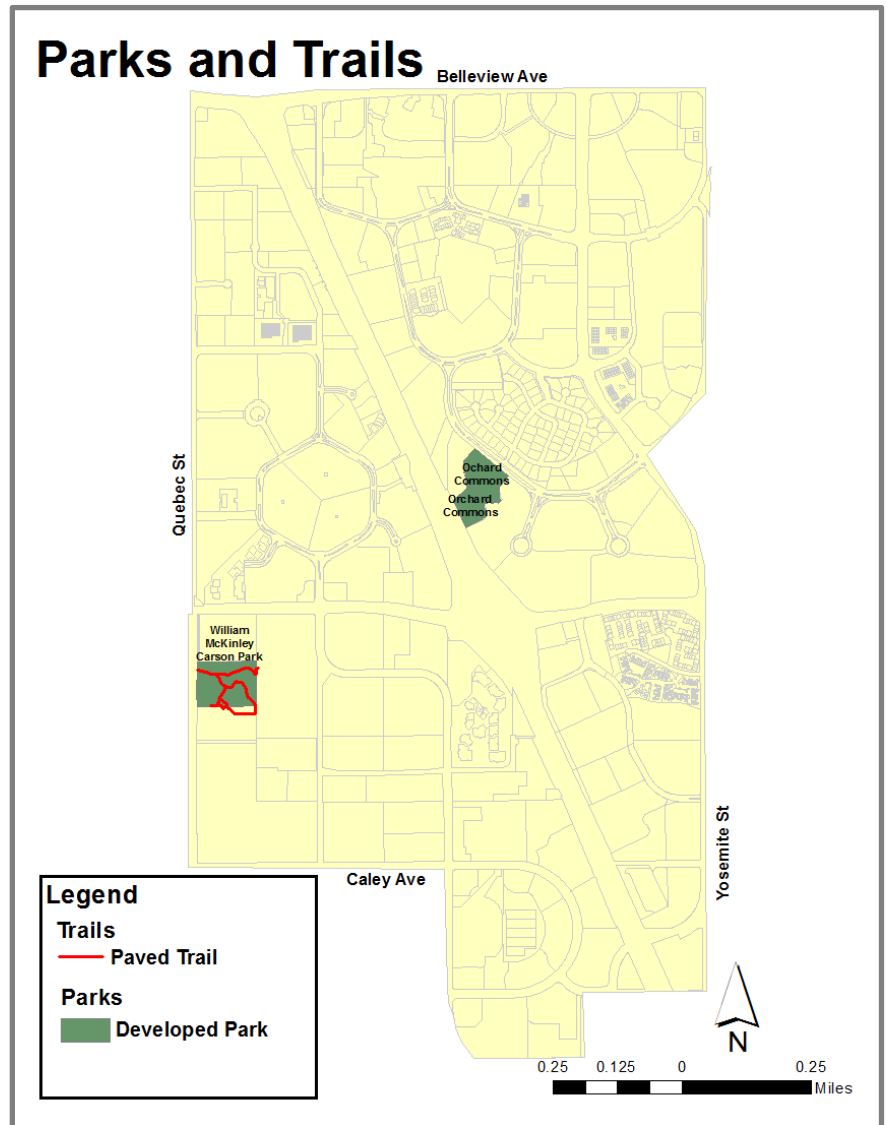 Parks and Trails
Belleview Ave
Quebec St
Ochard
Commons
Orchard
Commons
William
McKinley
Carson Park
Yosemite St
Caley Ave
Legend
Trails
Paved Trail
Parks
Developed Park
N
0.25 0.125 0 0.25
Miles